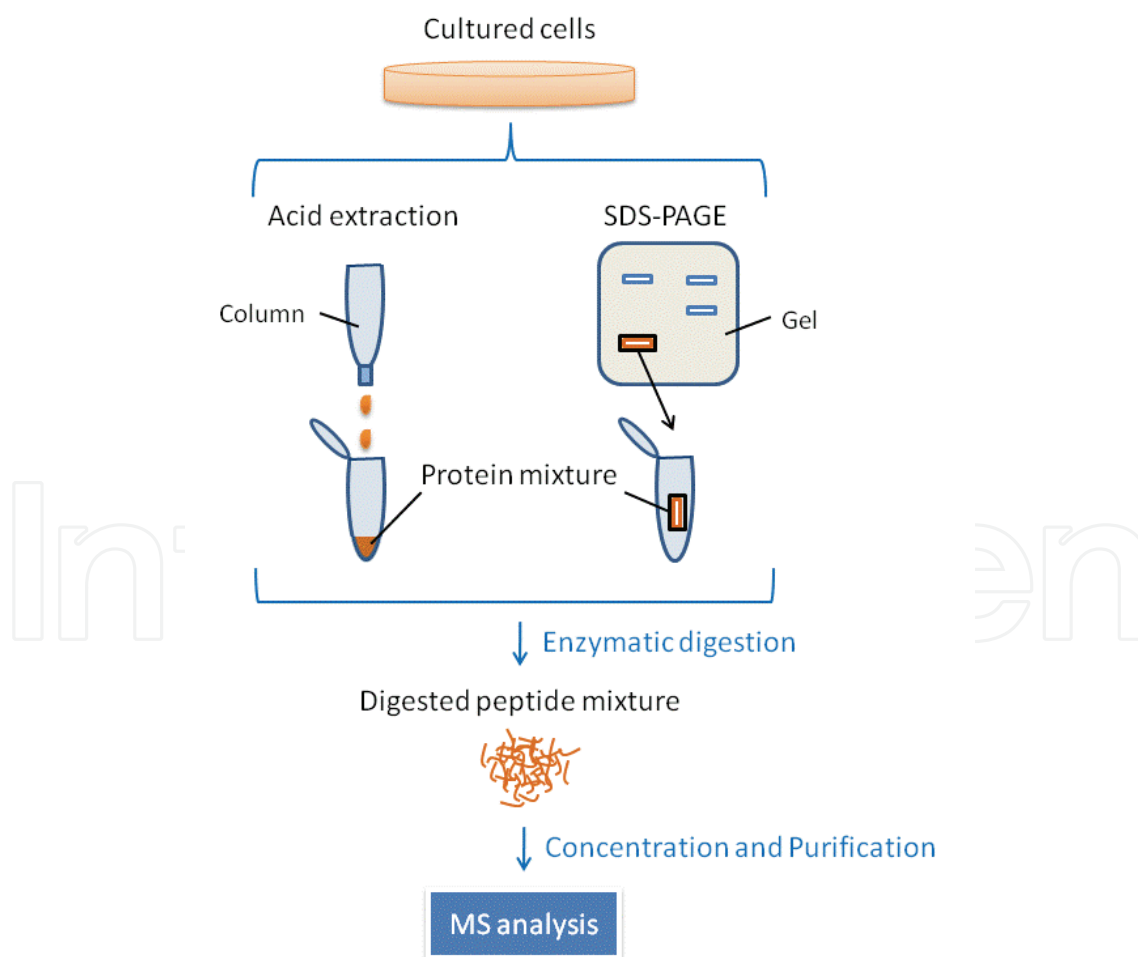 Cultured cells
Acid extraction
SDS-PAGE
Column
Gel
Protein mixture
Enzymatic digestion
Digested peptide mixture
Concentration and Purification
MS analysis